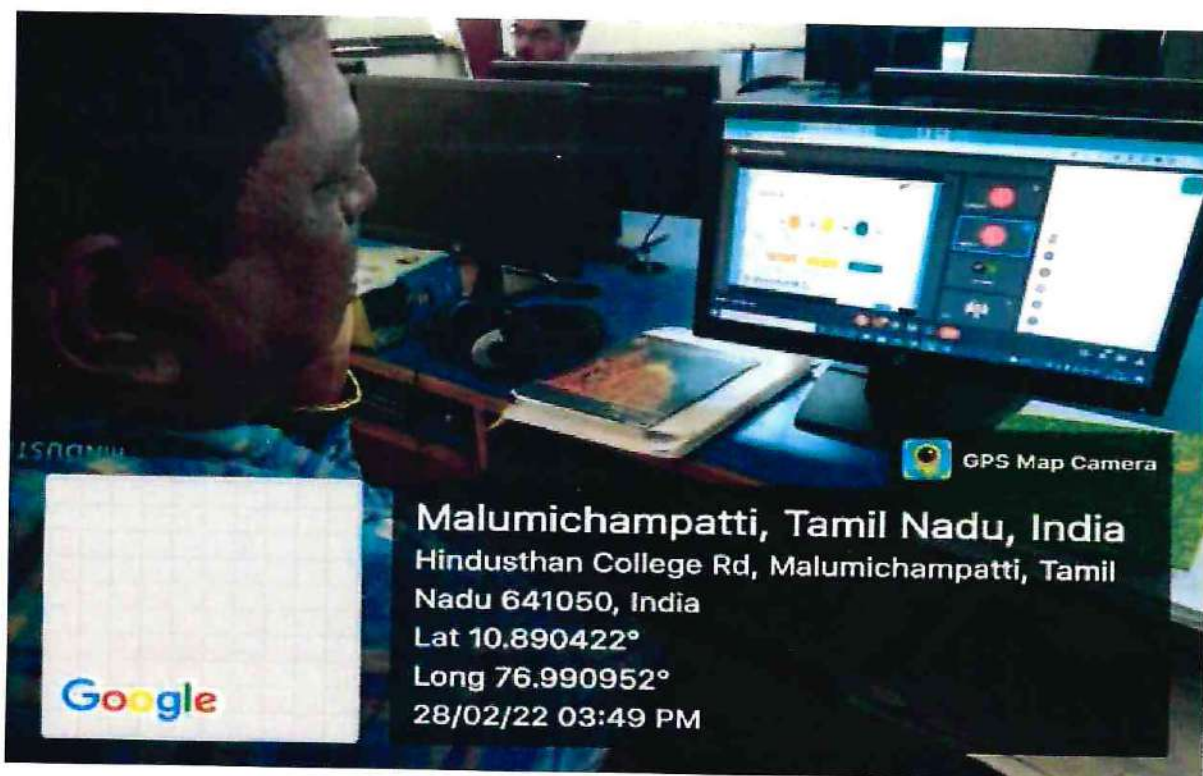 GPS Map Camera
Malumichampatti, Tamil Nadu, India
Hindusthan College Rd, Malumichampatti, Tamil
Nadu 641050, India
Lat 10.890422°
Long 76.990952°
28/02/22 03:49 PM
Google